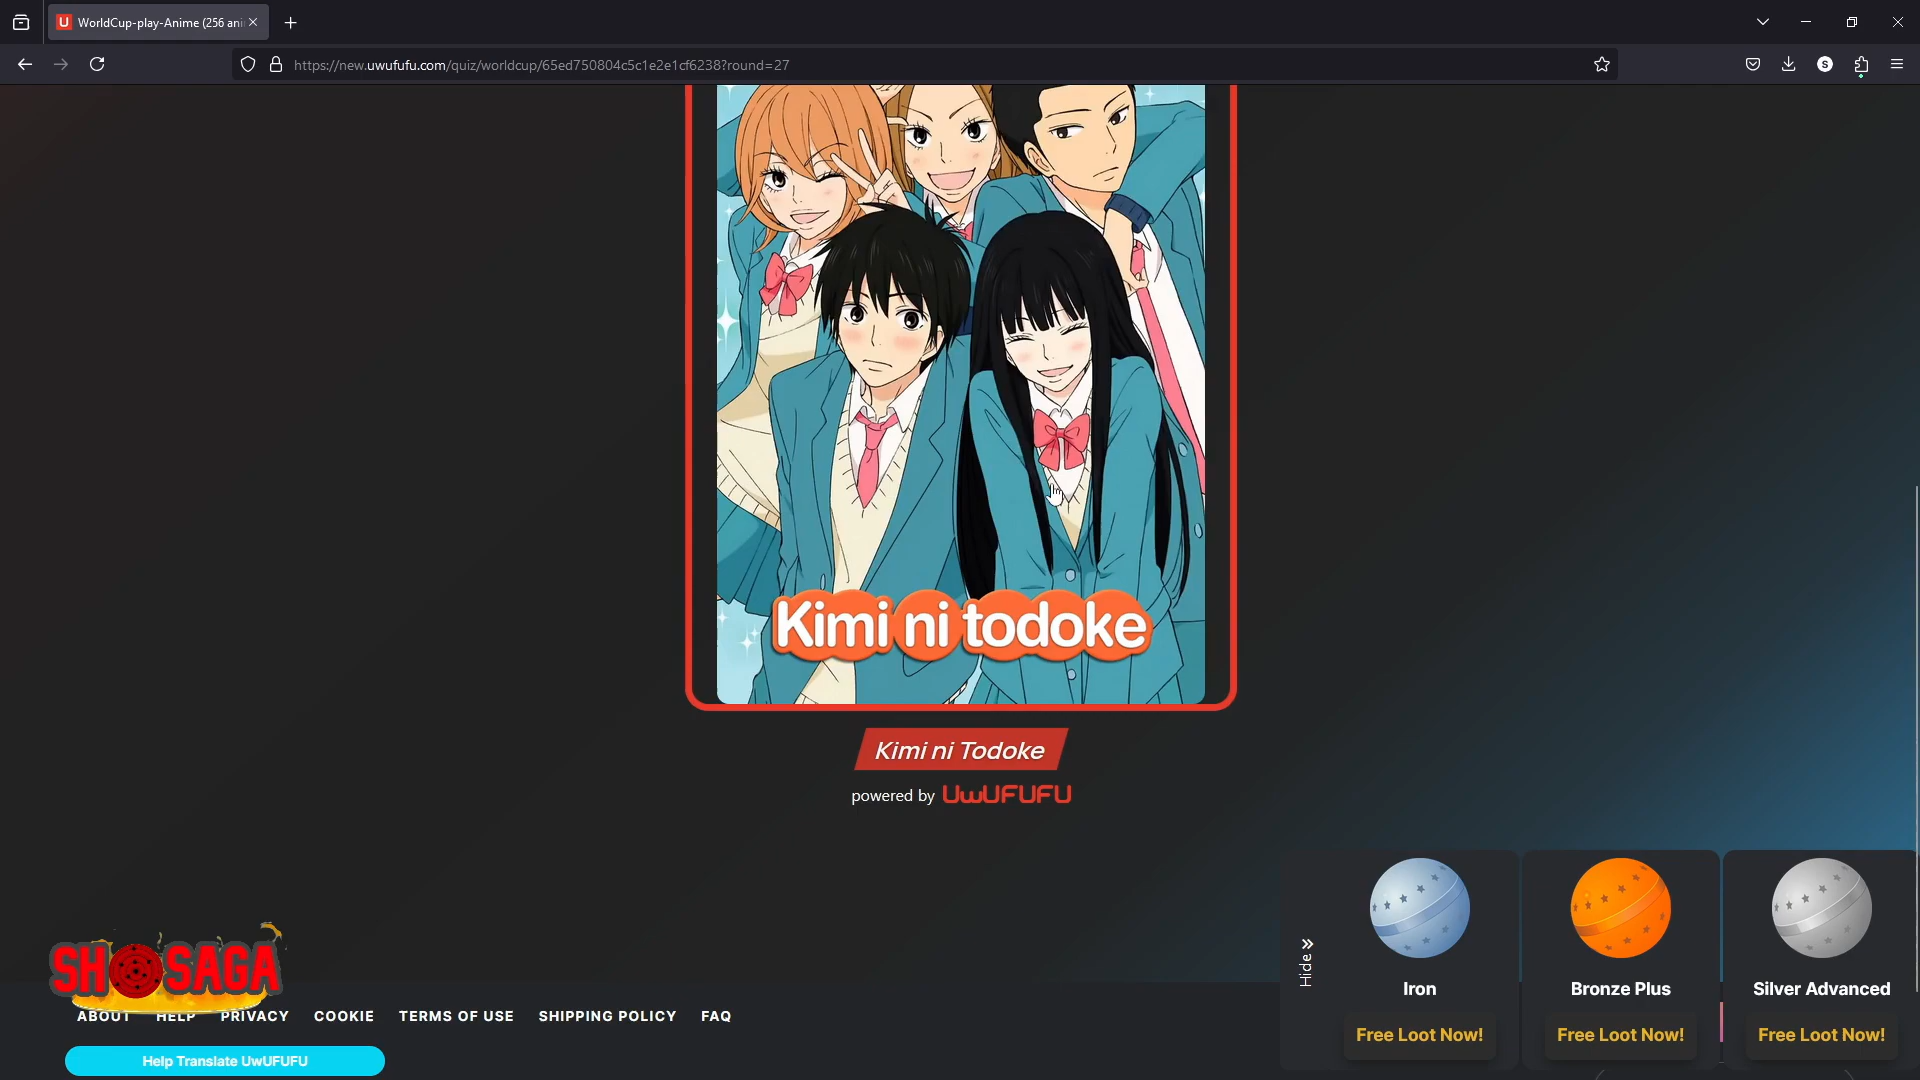 WorldCup-play-Anime (256 ani
https://new.uwufufu.com/quiz/worldcup/65ed750804c5c1e2e1cf6238?round=27
S
Kimi ni todoke
Kimi ni Todoke
powered by UwUFUFU
Hide
Iron
Bronze Plus
Silver Advanced
Free Loot Now!
Free Loot Now!
Free Loot Now!
SHOSAGA
ABOUT
HELP
PRIVACY
COOKIE
TERMS OF USE
SHIPPING POLICY
FAQ
Help Translate UwUFUFU